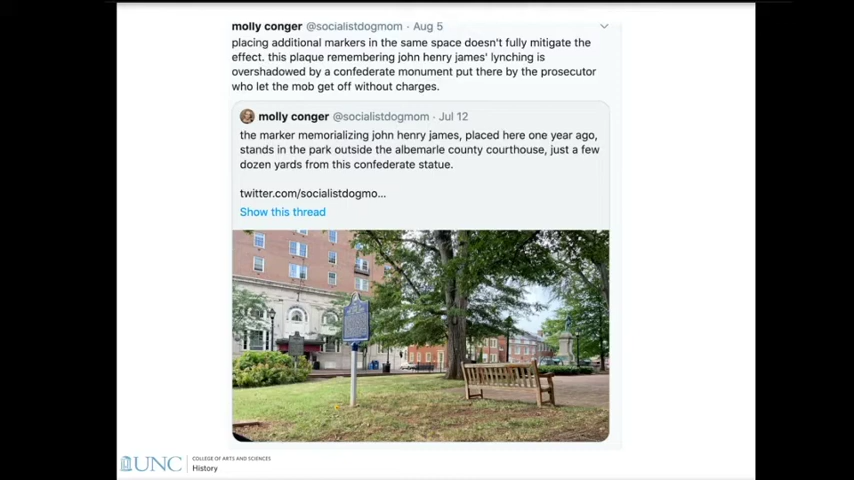 molly conger @socialistdogmom · Aug 5
placing additional markers in the same space doesn't fully mitigate the
effect. this plaque remembering john henry james' lynching is
overshadowed by a confederate monument put there by the prosecutor
who let the mob get off without charges.
molly conger @socialistdogmom · Jul 12
the marker memorializing john henry james, placed here one year ago,
stands in the park outside the albemarle county courthouse, just a few
dozen yards from this confederate statue.
twitter.com/socialistdogmo...
Show this thread
UNC
COLLEGE OF ARTS AND SCIENCES
History